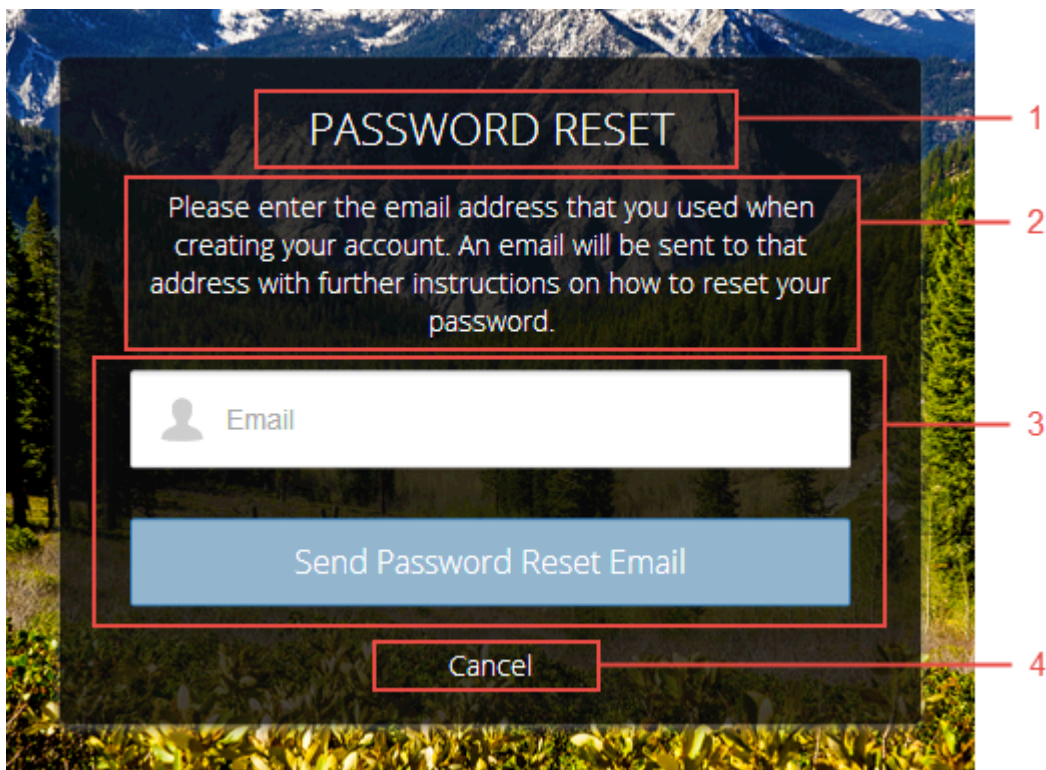 PASSWORD RESET
1
Please enter the email address that you used when
creating your account. An email will be sent to that
address with further instructions on how to reset your
password.
2
Email
3
Send Password Reset Email
Cancel
4